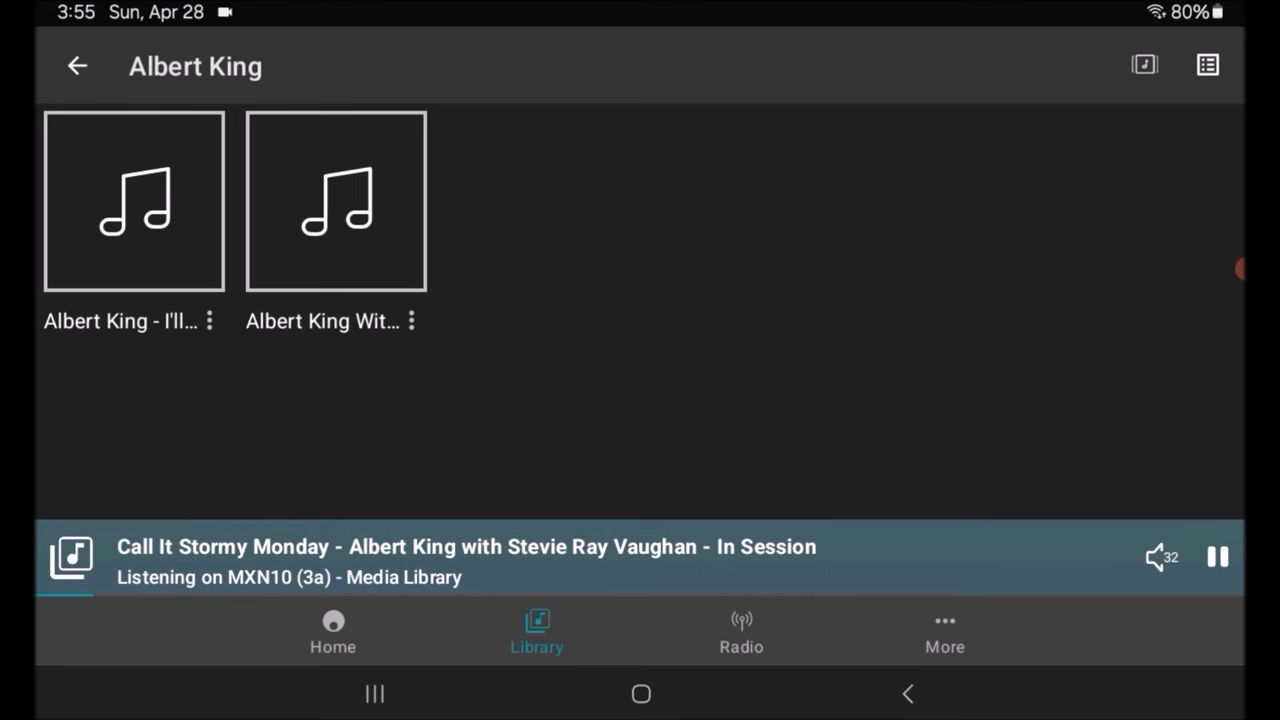 3:55 Sun, Apr 28 80%
Albert King
Albert King - I'll... Albert King Wit...
Call It Stormy Monday - Albert King with Stevie Ray Vaughan - In Session
Listening on MXN10 (3a) - Media Library
32
Home Library Radio More